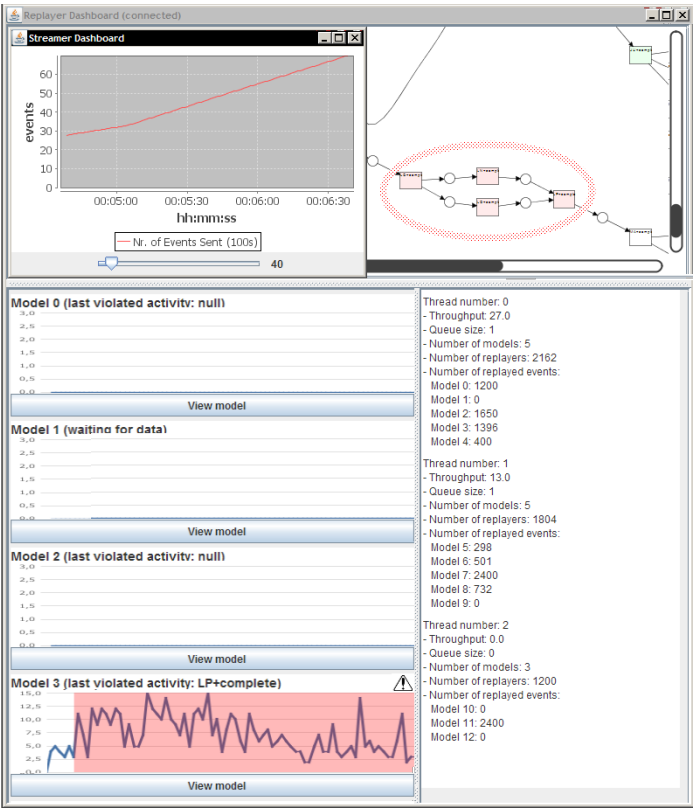 Replayer Dashboard (connected)
Streamer Dashboard
60
50
40
30
20
10
0
events
00:05:00 00:05:30 00:06:00 00:06:30
hh:mm:ss
Nr. of Events Sent (100s)
40
Model 0 (last violated activity: null)
3,0
2,5
2,0
1,5
1,0
0,5
0,0
View model
Model 1 (waiting for data)
3,0
2,5
2,0
1,5
1,0
0,5
0,0
View model
Model 2 (last violated activity: null)
3,0
2,5
2,0
1,5
1,0
0,5
0,0
View model
Model 3 (last violated activity: LP+complete)
15,0
12,5
10,0
7,5
5,0
2,5
-0,0
View model
Thread number: 0
- Throughput: 27.0
- Queue size: 1
- Number of models: 5
- Number of replayers: 2162
- Number of replayed events:
Model 0: 1200
Model 1: 0
Model 2: 1650
Model 3: 1396
Model 4: 400
Thread number: 1
- Throughput: 13.0
- Queue size: 1
- Number of models: 5
- Number of replayers: 1804
- Number of replayed events:
Model 5: 298
Model 6: 501
Model 7: 2400
Model 8: 732
Model 9: 0
Thread number: 2
- Throughput: 0.0
- Queue size: 0
- Number of models: 3
- Number of replayers: 1200
- Number of replayed events:
Model 10: 0
Model 11: 2400
Model 12: 0